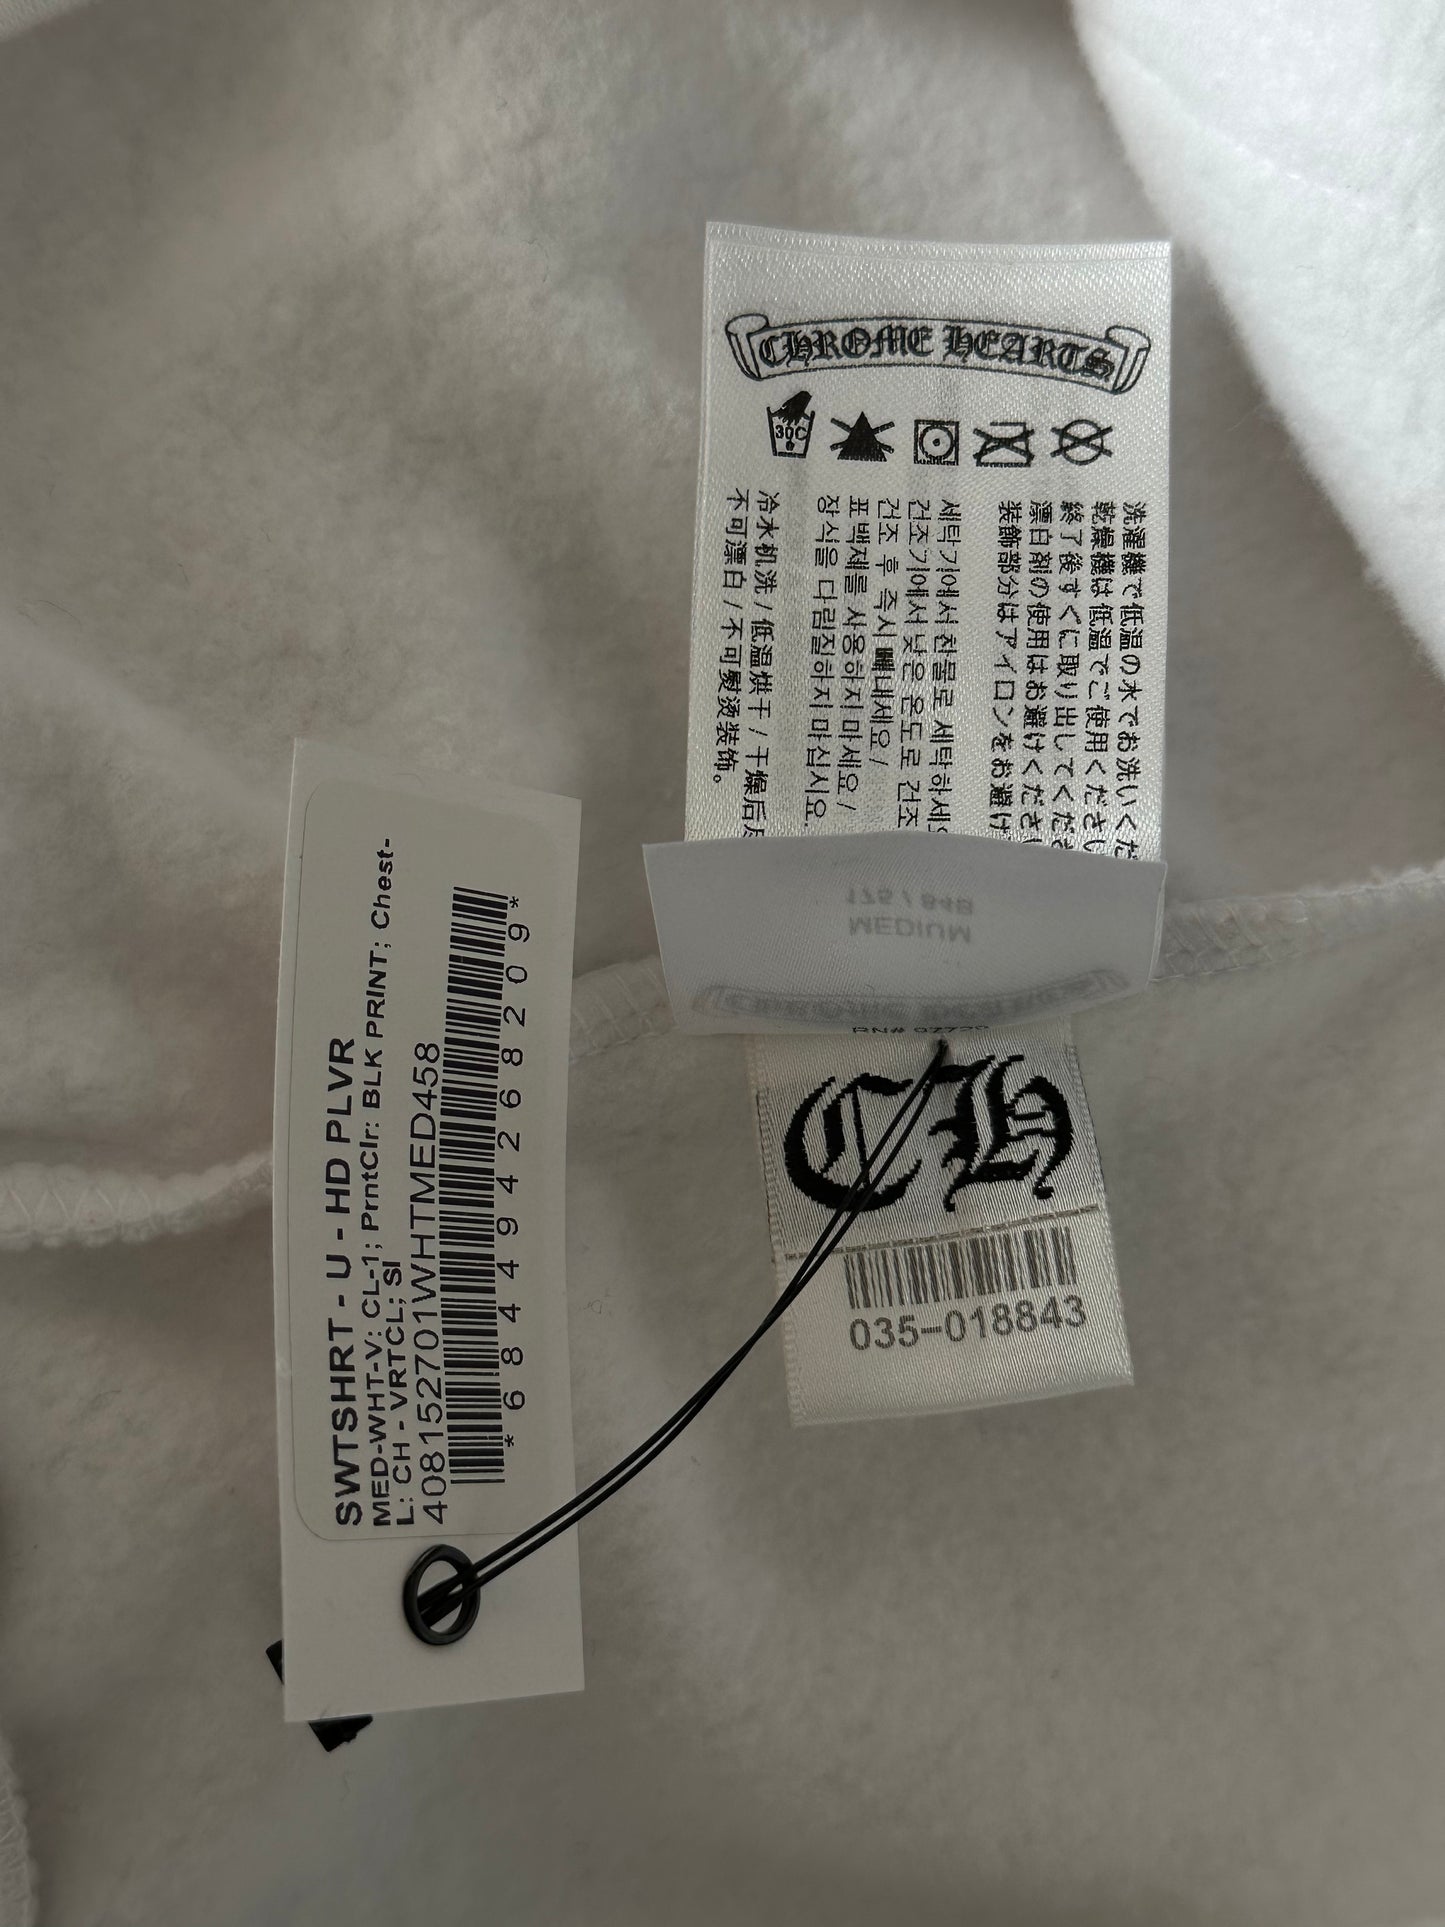 CHROME HEARTS
30C
洗濯機で低温の水でお洗いくだ
乾燥機は低温でご使用くださ
終了後すぐに取り出してくださ
漂白剤の使用はお避けください
装飾部分はアイロンをお避け
세탁기에서 찬물로 세탁하세요
건조기에서 낮은 온도로 건조
건조 후 즉시 빼내세요 /
표백제를 사용하지 마세요 /
장식을 다림질하지 마십시오.
冷水机洗 / 低温烘干 / 干燥后
不可漂白 / 不可熨烫装饰。
MEDIUM
175 / 84B
CHROME HEARTS
CH
035-018843
SWTSHRT - U - HD PLVR
MED-WHT-V: CL-1; PrntClr: BLK PRINT; Chest-
L: CH - VRTCL; SI
408152701WHTMED458
*684494268209*